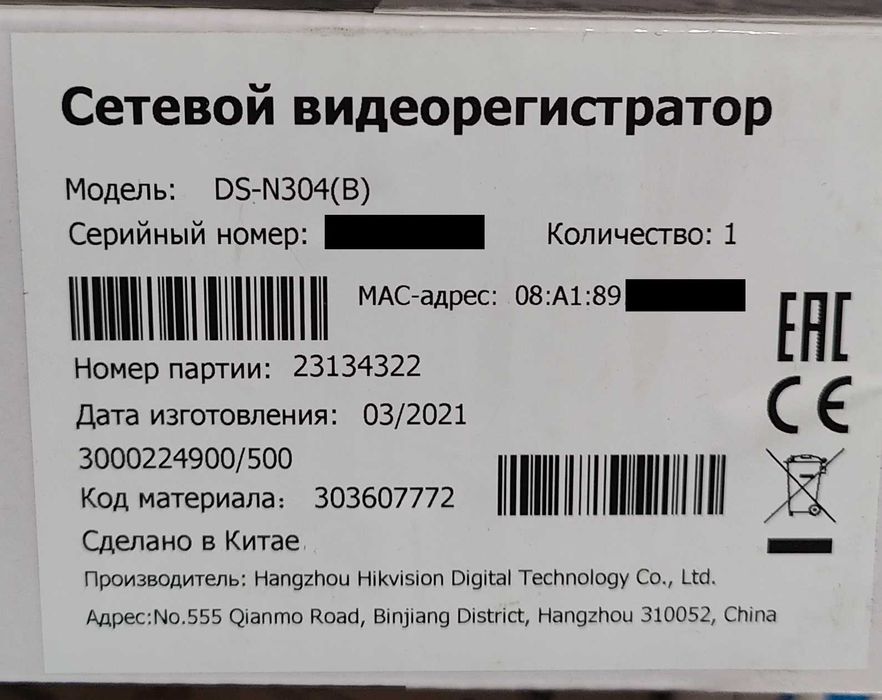 Сетевой видеорегистратор
Модель: DS-N304(B)
Серийный номер: Количество: 1
MAC-адрес: 08:A1:89
Номер партии: 23134322
Дата изготовления: 03/2021
3000224900/500
Код материала: 303607772
Сделано в Китае.
Производитель: Hangzhou Hikvision Digital Technology Co., Ltd.
Адрес:No.555 Qianmo Road, Binjiang District, Hangzhou 310052, China
EAC
CE